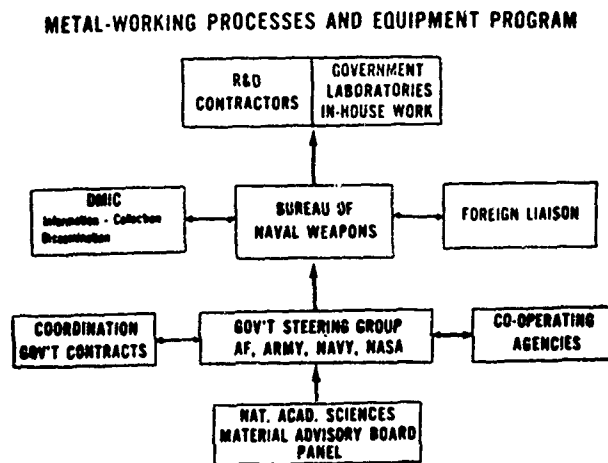 METAL-WORKING PROCESSES AND EQUIPMENT PROGRAM
R&D
CONTRACTORS
GOVERNMENT
LABORATORIES
IN-HOUSE WORK
DMIC
Information - Collection
Dissemination
BUREAU OF
NAVAL WEAPONS
FOREIGN LIAISON
COORDINATION
GOV'T CONTRACTS
GOV'T STEERING GROUP
AF, ARMY, NAVY, NASA
CO-OPERATING
AGENCIES
NAT. ACAD. SCIENCES
MATERIAL ADVISORY BOARD
PANEL